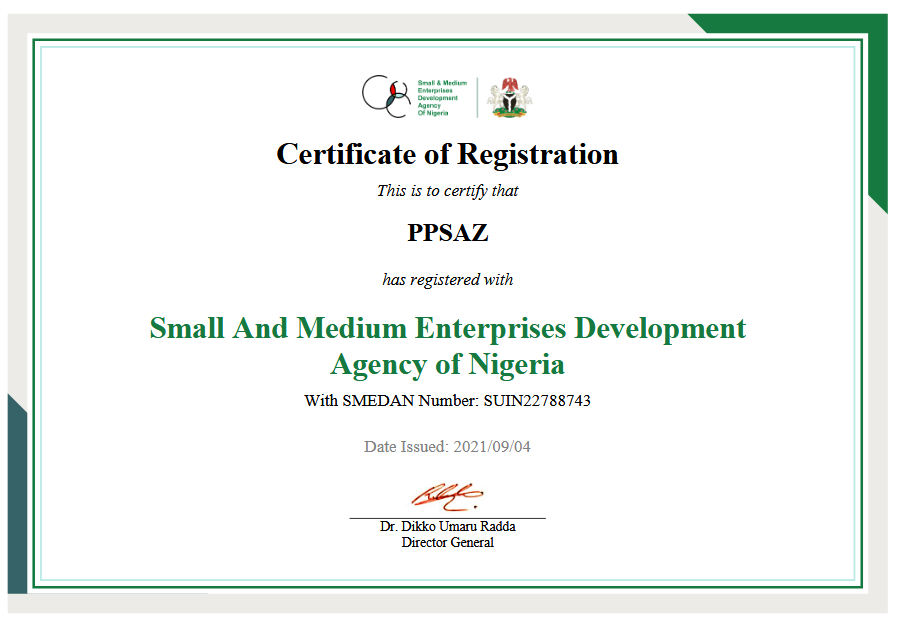 Small & Medium
Enterprises
Development
Agency
Of Nigeria
Certificate of Registration
This is to certify that
PPSAZ
has registered with
Small And Medium Enterprises Development
Agency of Nigeria
With SMEDAN Number: SUIN22788743
Date Issued: 2021/09/04
Dr. Dikko Umaru Radda
Director General